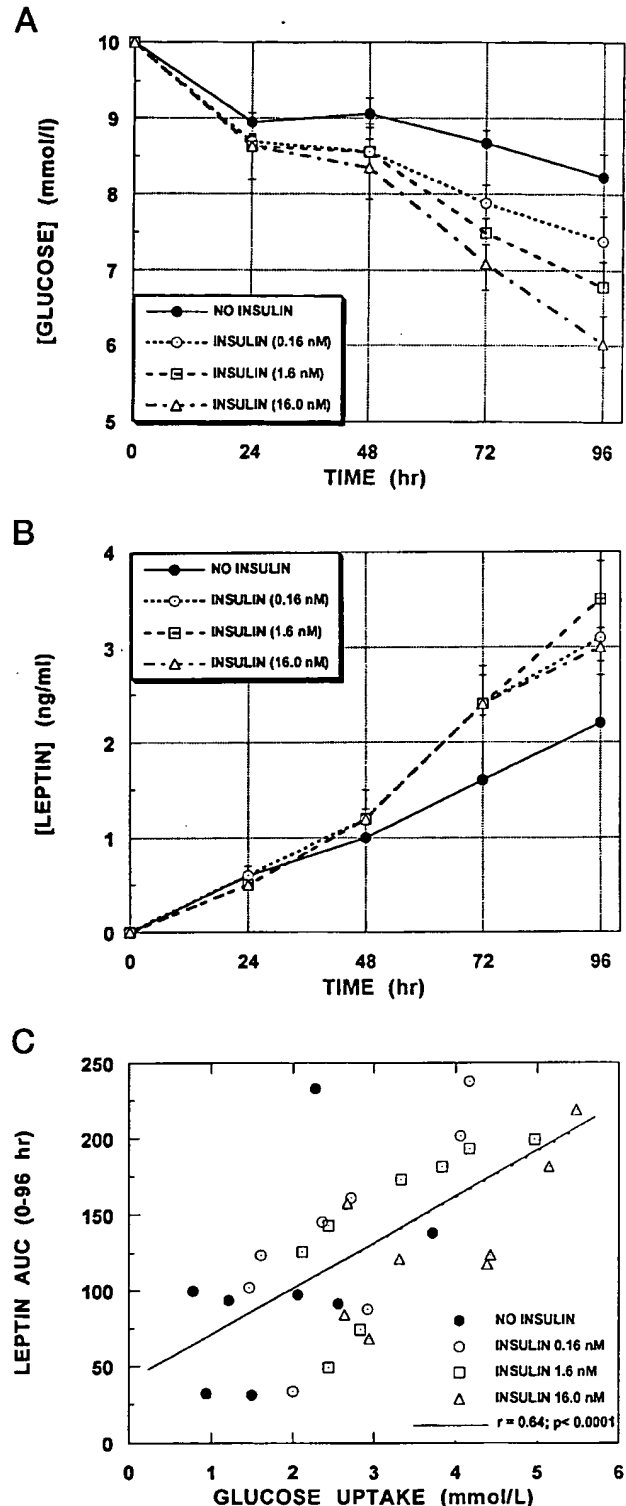 A
[GLUCOSE] (mmol/l)
10
9
8
7
6
5
NO INSULIN
INSULIN (0.16 nM)
INSULIN (1.6 nM)
INSULIN (16.0 nM)
0 24 48 72 96
TIME (hr)
B
[LEPTIN] (ng/ml)
4
3
2
1
0
NO INSULIN
INSULIN (0.16 nM)
INSULIN (1.6 nM)
INSULIN (16.0 nM)
0 24 48 72 96
TIME (hr)
C
LEPTIN AUC (0-96 hr)
250
200
150
100
50
0
NO INSULIN
INSULIN 0.16 nM
INSULIN 1.6 nM
INSULIN 16.0 nM
r = 0.64; p< 0.0001
0 1 2 3 4 5 6
GLUCOSE UPTAKE (mmol/L)